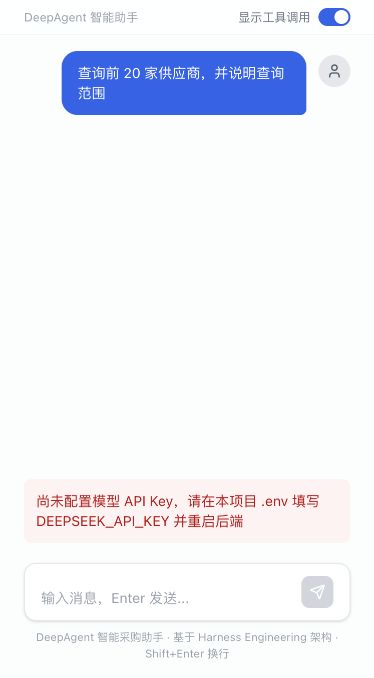 DeepAgent 智能助手
显示工具调用
查询前 20 家供应商，并说明查询
范围
尚未配置模型 API Key，请在本项目 .env 填写
DEEPSEEK_API_KEY 并重启后端
输入消息，Enter 发送...
DeepAgent 智能采购助手 · 基于 Harness Engineering 架构 ·
Shift+Enter 换行